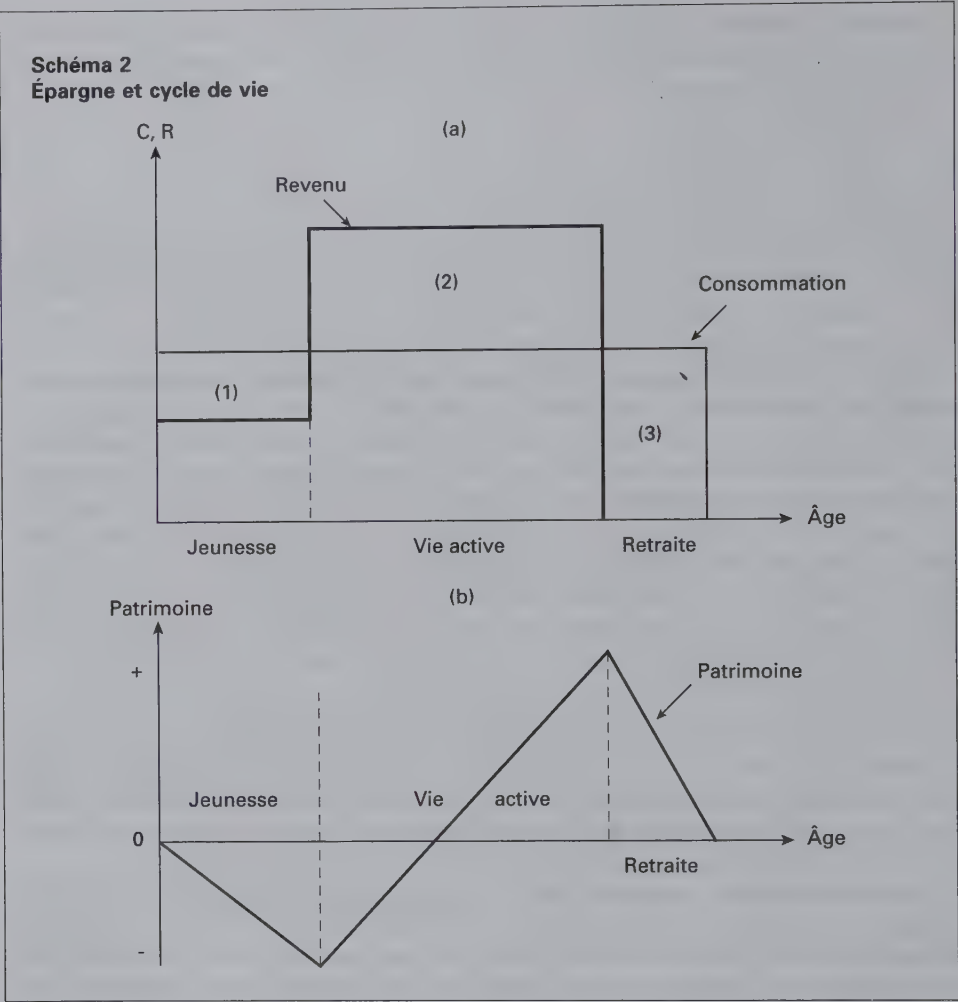 Schéma 2
Épargne et cycle de vie
C, R
(a)
Revenu
(2)
Consommation
(1)
(3)
Âge
Jeunesse
Vie active
Retraite
(b)
Patrimoine
+
Patrimoine
Jeunesse
Vie active
0
Âge
Retraite
-